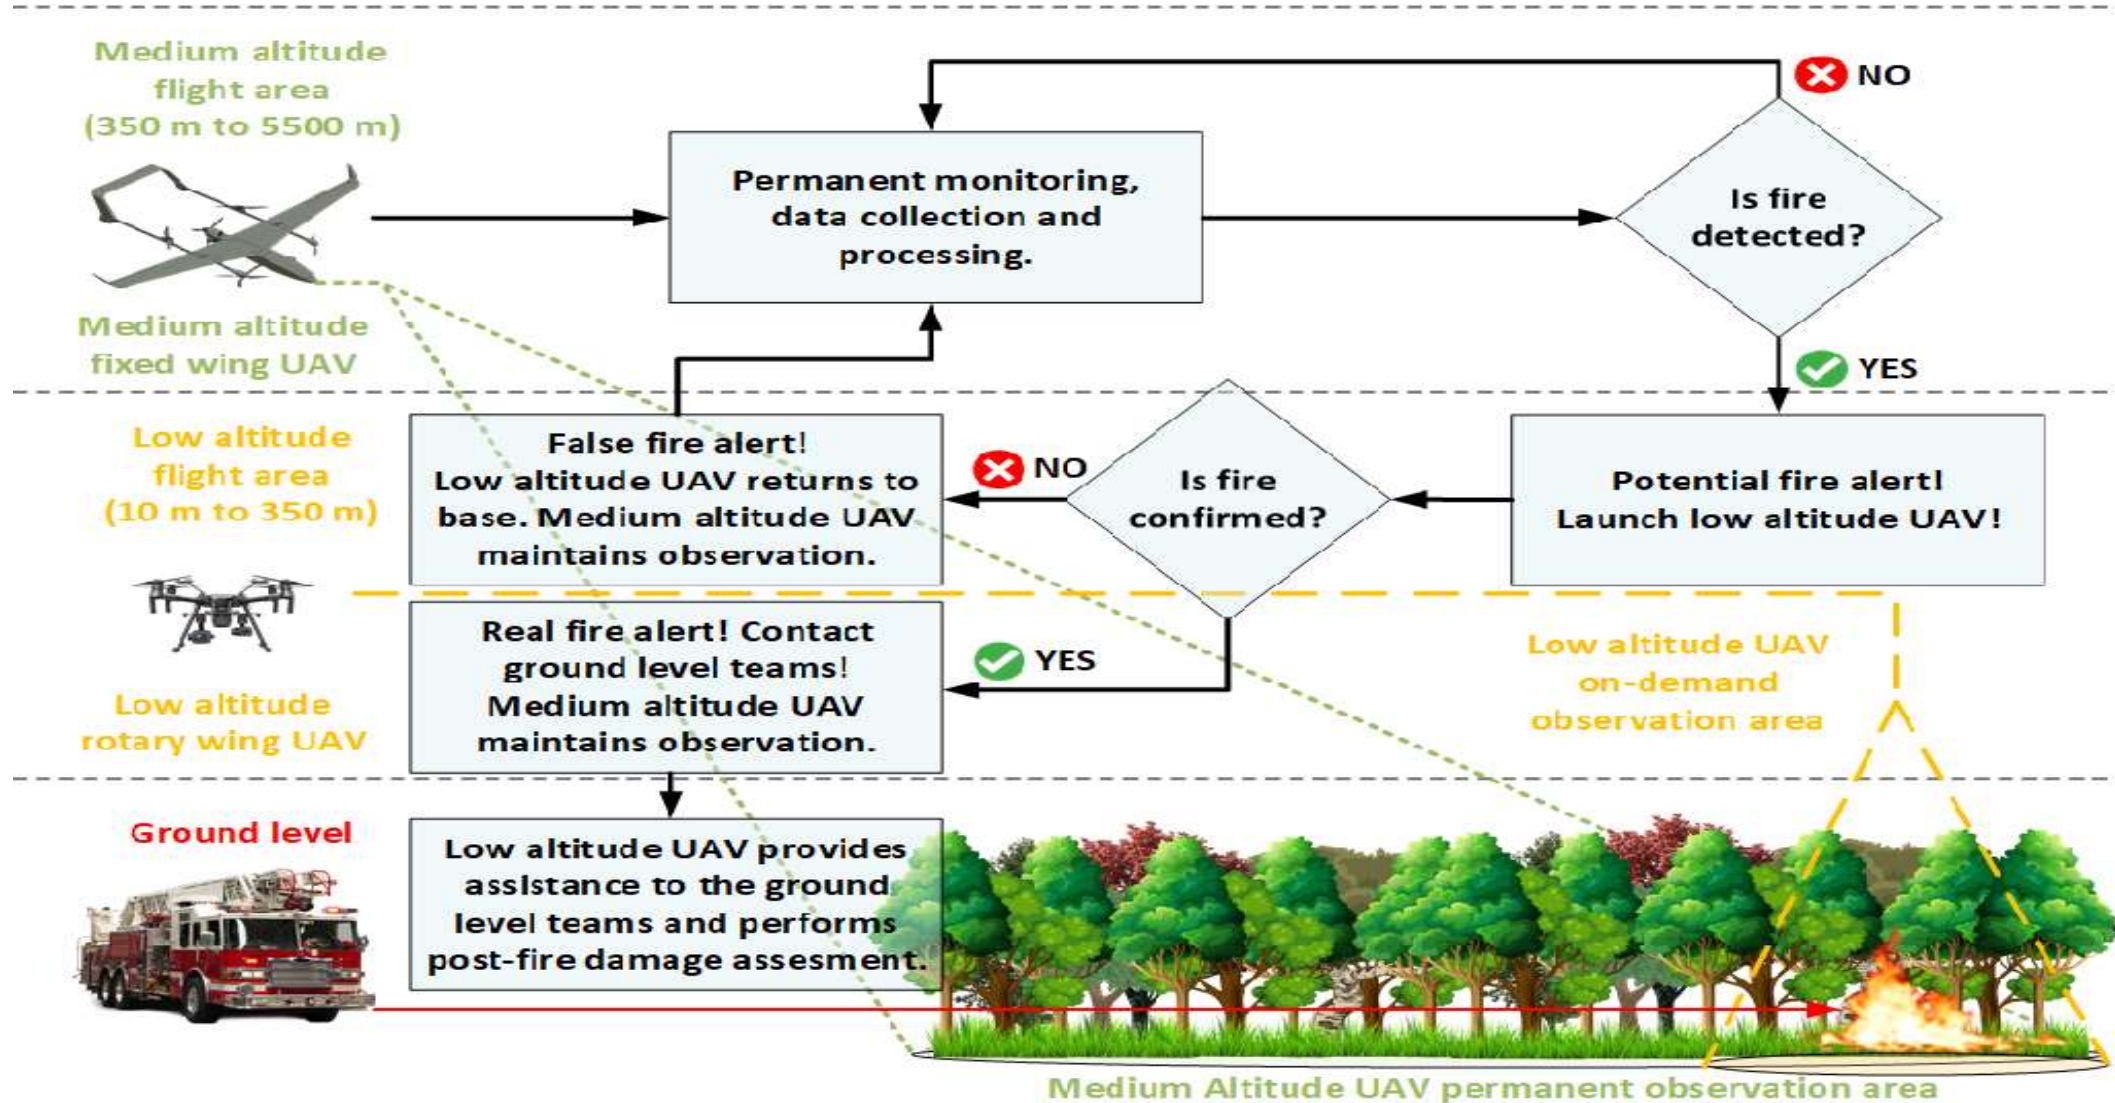 Medium altitude
flight area
(350 m to 5500 m)
Medium altitude
fixed wing UAV
Permanent monitoring,
data collection and
processing.
Is fire
detected?
NO
YES
Low altitude
flight area
(10 m to 350 m)
Low altitude
rotary wing UAV
False fire alert!
Low altitude UAV returns to
base. Medium altitude UAV
maintains observation.
NO
Is fire
confirmed?
YES
Potential fire alert!
Launch low altitude UAV!
Real fire alert! Contact
ground level teams!
Medium altitude UAV
maintains observation.
Low altitude UAV
on-demand
observation area
Ground level
Low altitude UAV provides
assistance to the ground
level teams and performs
post-fire damage assesment.
Medium Altitude UAV permanent observation area